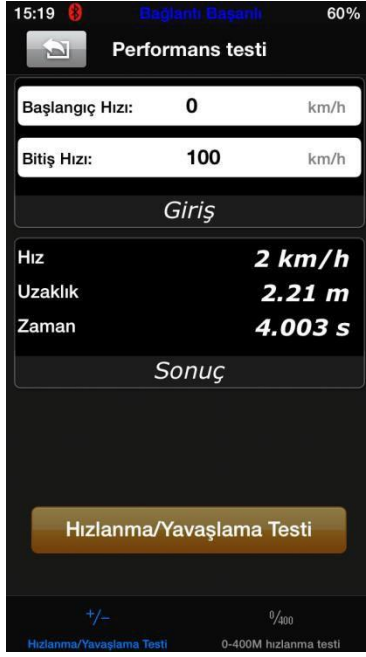 15:19 Bağlantı Başarılı 60%
Performans testi
Başlangıç Hızı: 0 km/h
Bitiş Hızı: 100 km/h
Giriş
Hız 2 km/h
Uzaklık 2.21 m
Zaman 4.003 s
Sonuç
Hızlanma/Yavaşlama Testi
+/- 0/400
Hızlanma/Yavaşlama Testi 0-400M hızlanma testi